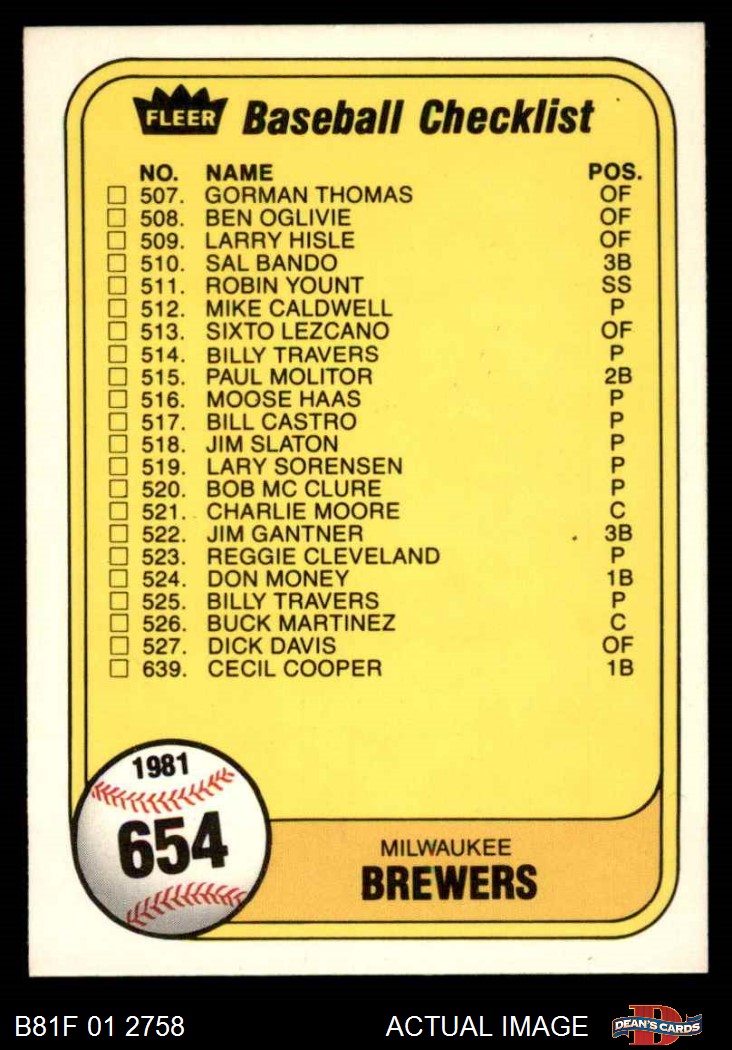 FLEER Baseball Checklist
NO. NAME POS.
507. GORMAN THOMAS OF
508. BEN OGLIVIE OF
509. LARRY HISLE OF
510. SAL BANDO 3B
511. ROBIN YOUNT SS
512. MIKE CALDWELL P
513. SIXTO LEZCANO OF
514. BILLY TRAVERS P
515. PAUL MOLITOR 2B
516. MOOSE HAAS P
517. BILL CASTRO P
518. JIM SLATON P
519. LARY SORENSEN P
520. BOB MC CLURE P
521. CHARLIE MOORE C
522. JIM GANTNER 3B
523. REGGIE CLEVELAND P
524. DON MONEY 1B
525. BILLY TRAVERS P
526. BUCK MARTINEZ C
527. DICK DAVIS OF
639. CECIL COOPER 1B
1981
654
MILWAUKEE
BREWERS
B81F 01 2758 ACTUAL IMAGE DEAN'S CARDS